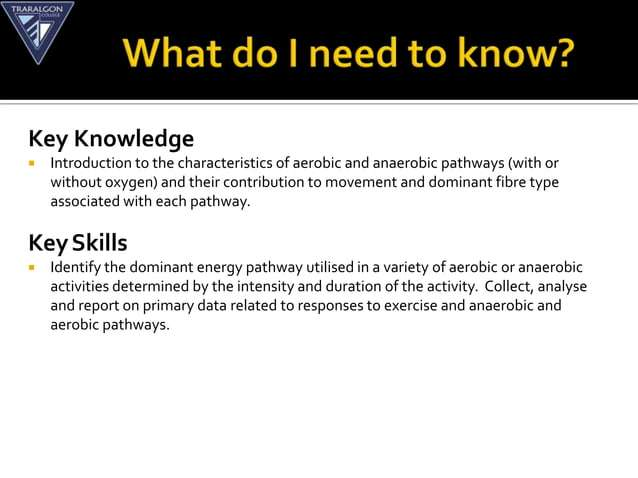 TRARALGON
COLLEGE
What do I need to know?
Key Knowledge
Introduction to the characteristics of aerobic and anaerobic pathways (with or
without oxygen) and their contribution to movement and dominant fibre type
associated with each pathway.
Key Skills
Identify the dominant energy pathway utilised in a variety of aerobic or anaerobic
activities determined by the intensity and duration of the activity.  Collect, analyse
and report on primary data related to responses to exercise and anaerobic and
aerobic pathways.